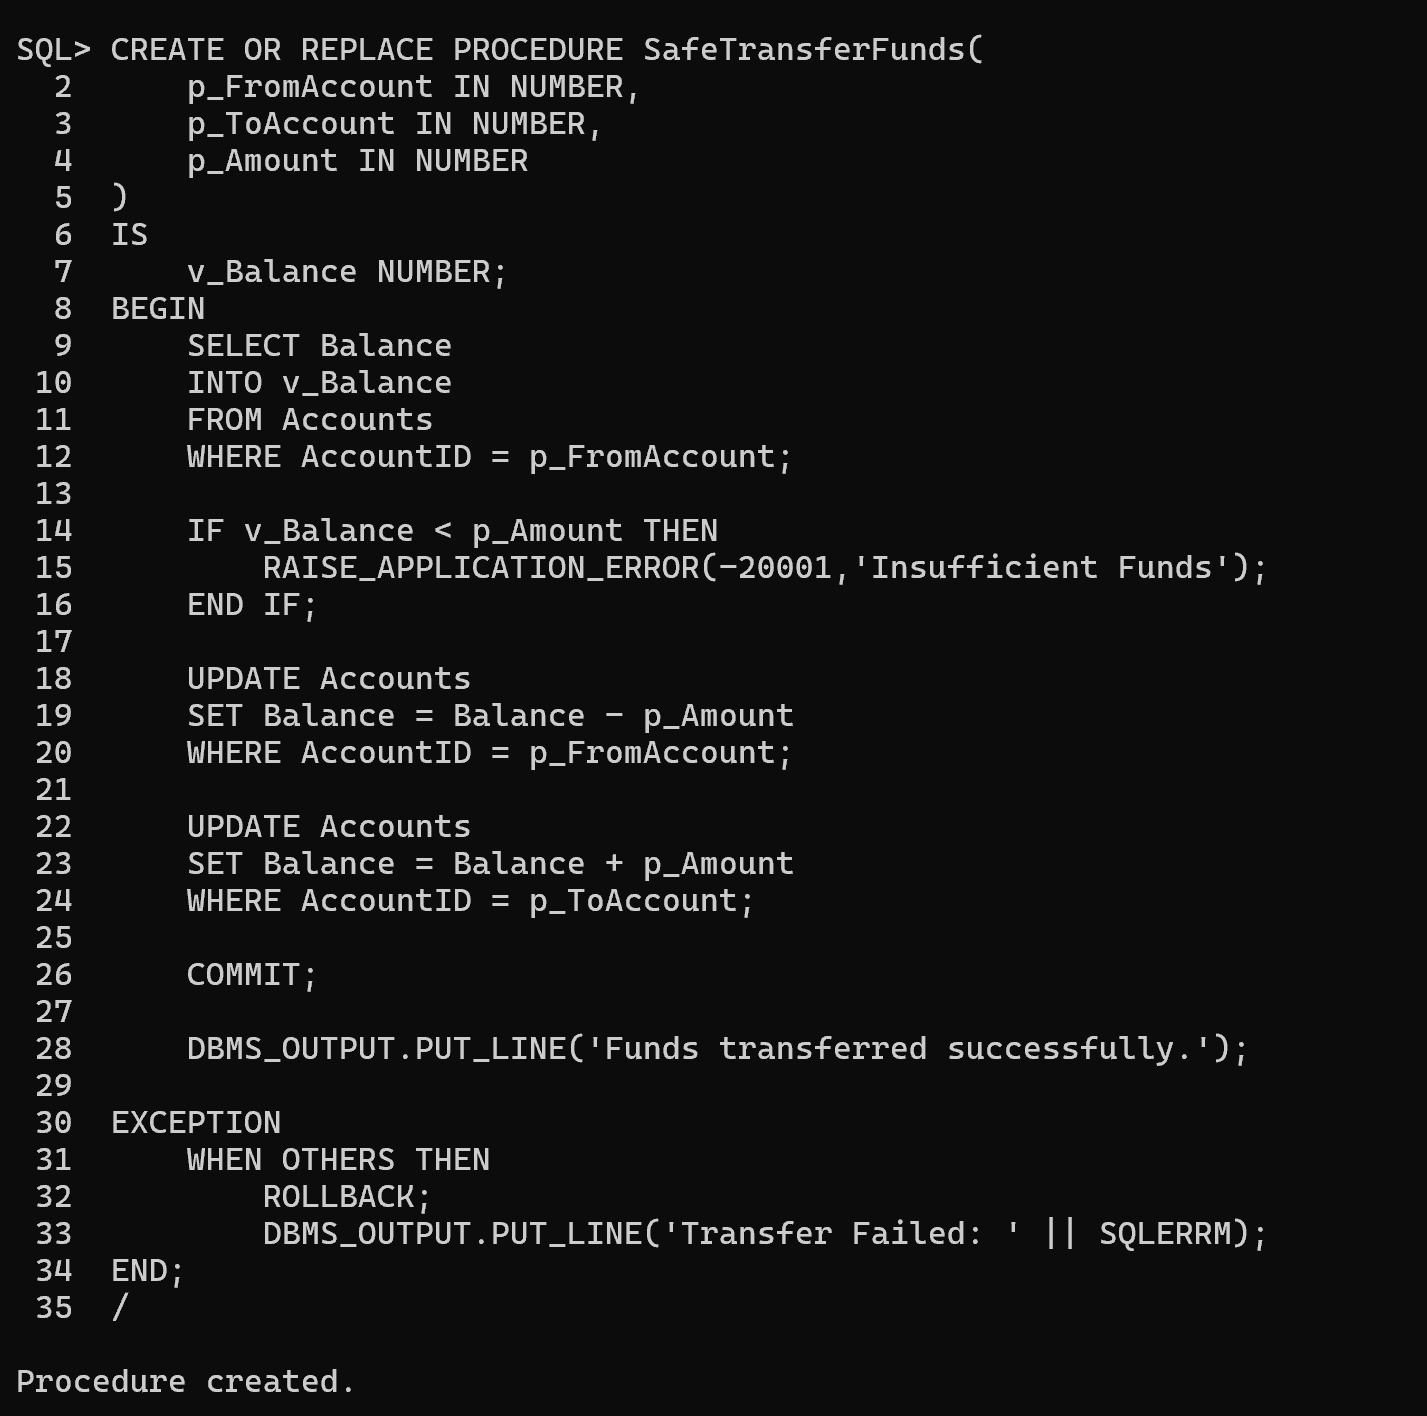 SQL> CREATE OR REPLACE PROCEDURE SafeTransferFunds(
  2      p_FromAccount IN NUMBER,
  3      p_ToAccount IN NUMBER,
  4      p_Amount IN NUMBER
  5  )
  6  IS
  7      v_Balance NUMBER;
  8  BEGIN
  9      SELECT Balance
 10      INTO v_Balance
 11      FROM Accounts
 12      WHERE AccountID = p_FromAccount;
 13
 14      IF v_Balance < p_Amount THEN
 15          RAISE_APPLICATION_ERROR(-20001,'Insufficient Funds');
 16      END IF;
 17
 18      UPDATE Accounts
 19      SET Balance = Balance - p_Amount
 20      WHERE AccountID = p_FromAccount;
 21
 22      UPDATE Accounts
 23      SET Balance = Balance + p_Amount
 24      WHERE AccountID = p_ToAccount;
 25
 26      COMMIT;
 27
 28      DBMS_OUTPUT.PUT_LINE('Funds transferred successfully.');
 29
 30  EXCEPTION
 31      WHEN OTHERS THEN
 32          ROLLBACK;
 33          DBMS_OUTPUT.PUT_LINE('Transfer Failed: ' || SQLERRM);
 34  END;
 35  /
Procedure created.